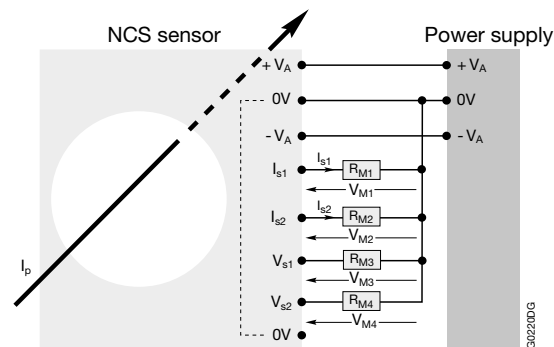 NCS sensor
Power supply
+ VA
+ VA
0V
0V
- VA
- VA
Is1
Is1
RM1
VM1
Is2
Is2
RM2
VM2
Vs1
RM3
VM3
Vs2
RM4
VM4
0V
Ip
G0220DG